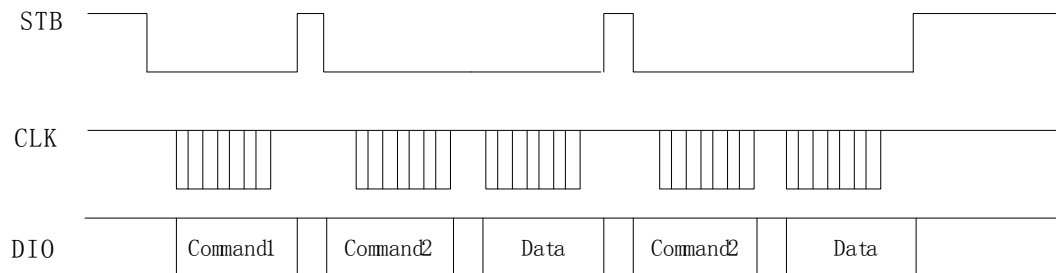 STB
CLK
DIO
Command1
Command2
Data
Command2
Data